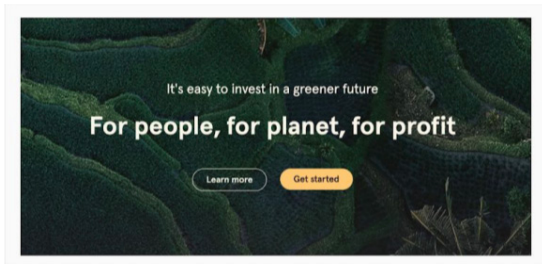 It's easy to invest in a greener future
For people, for planet, for profit
Learn more
Get started